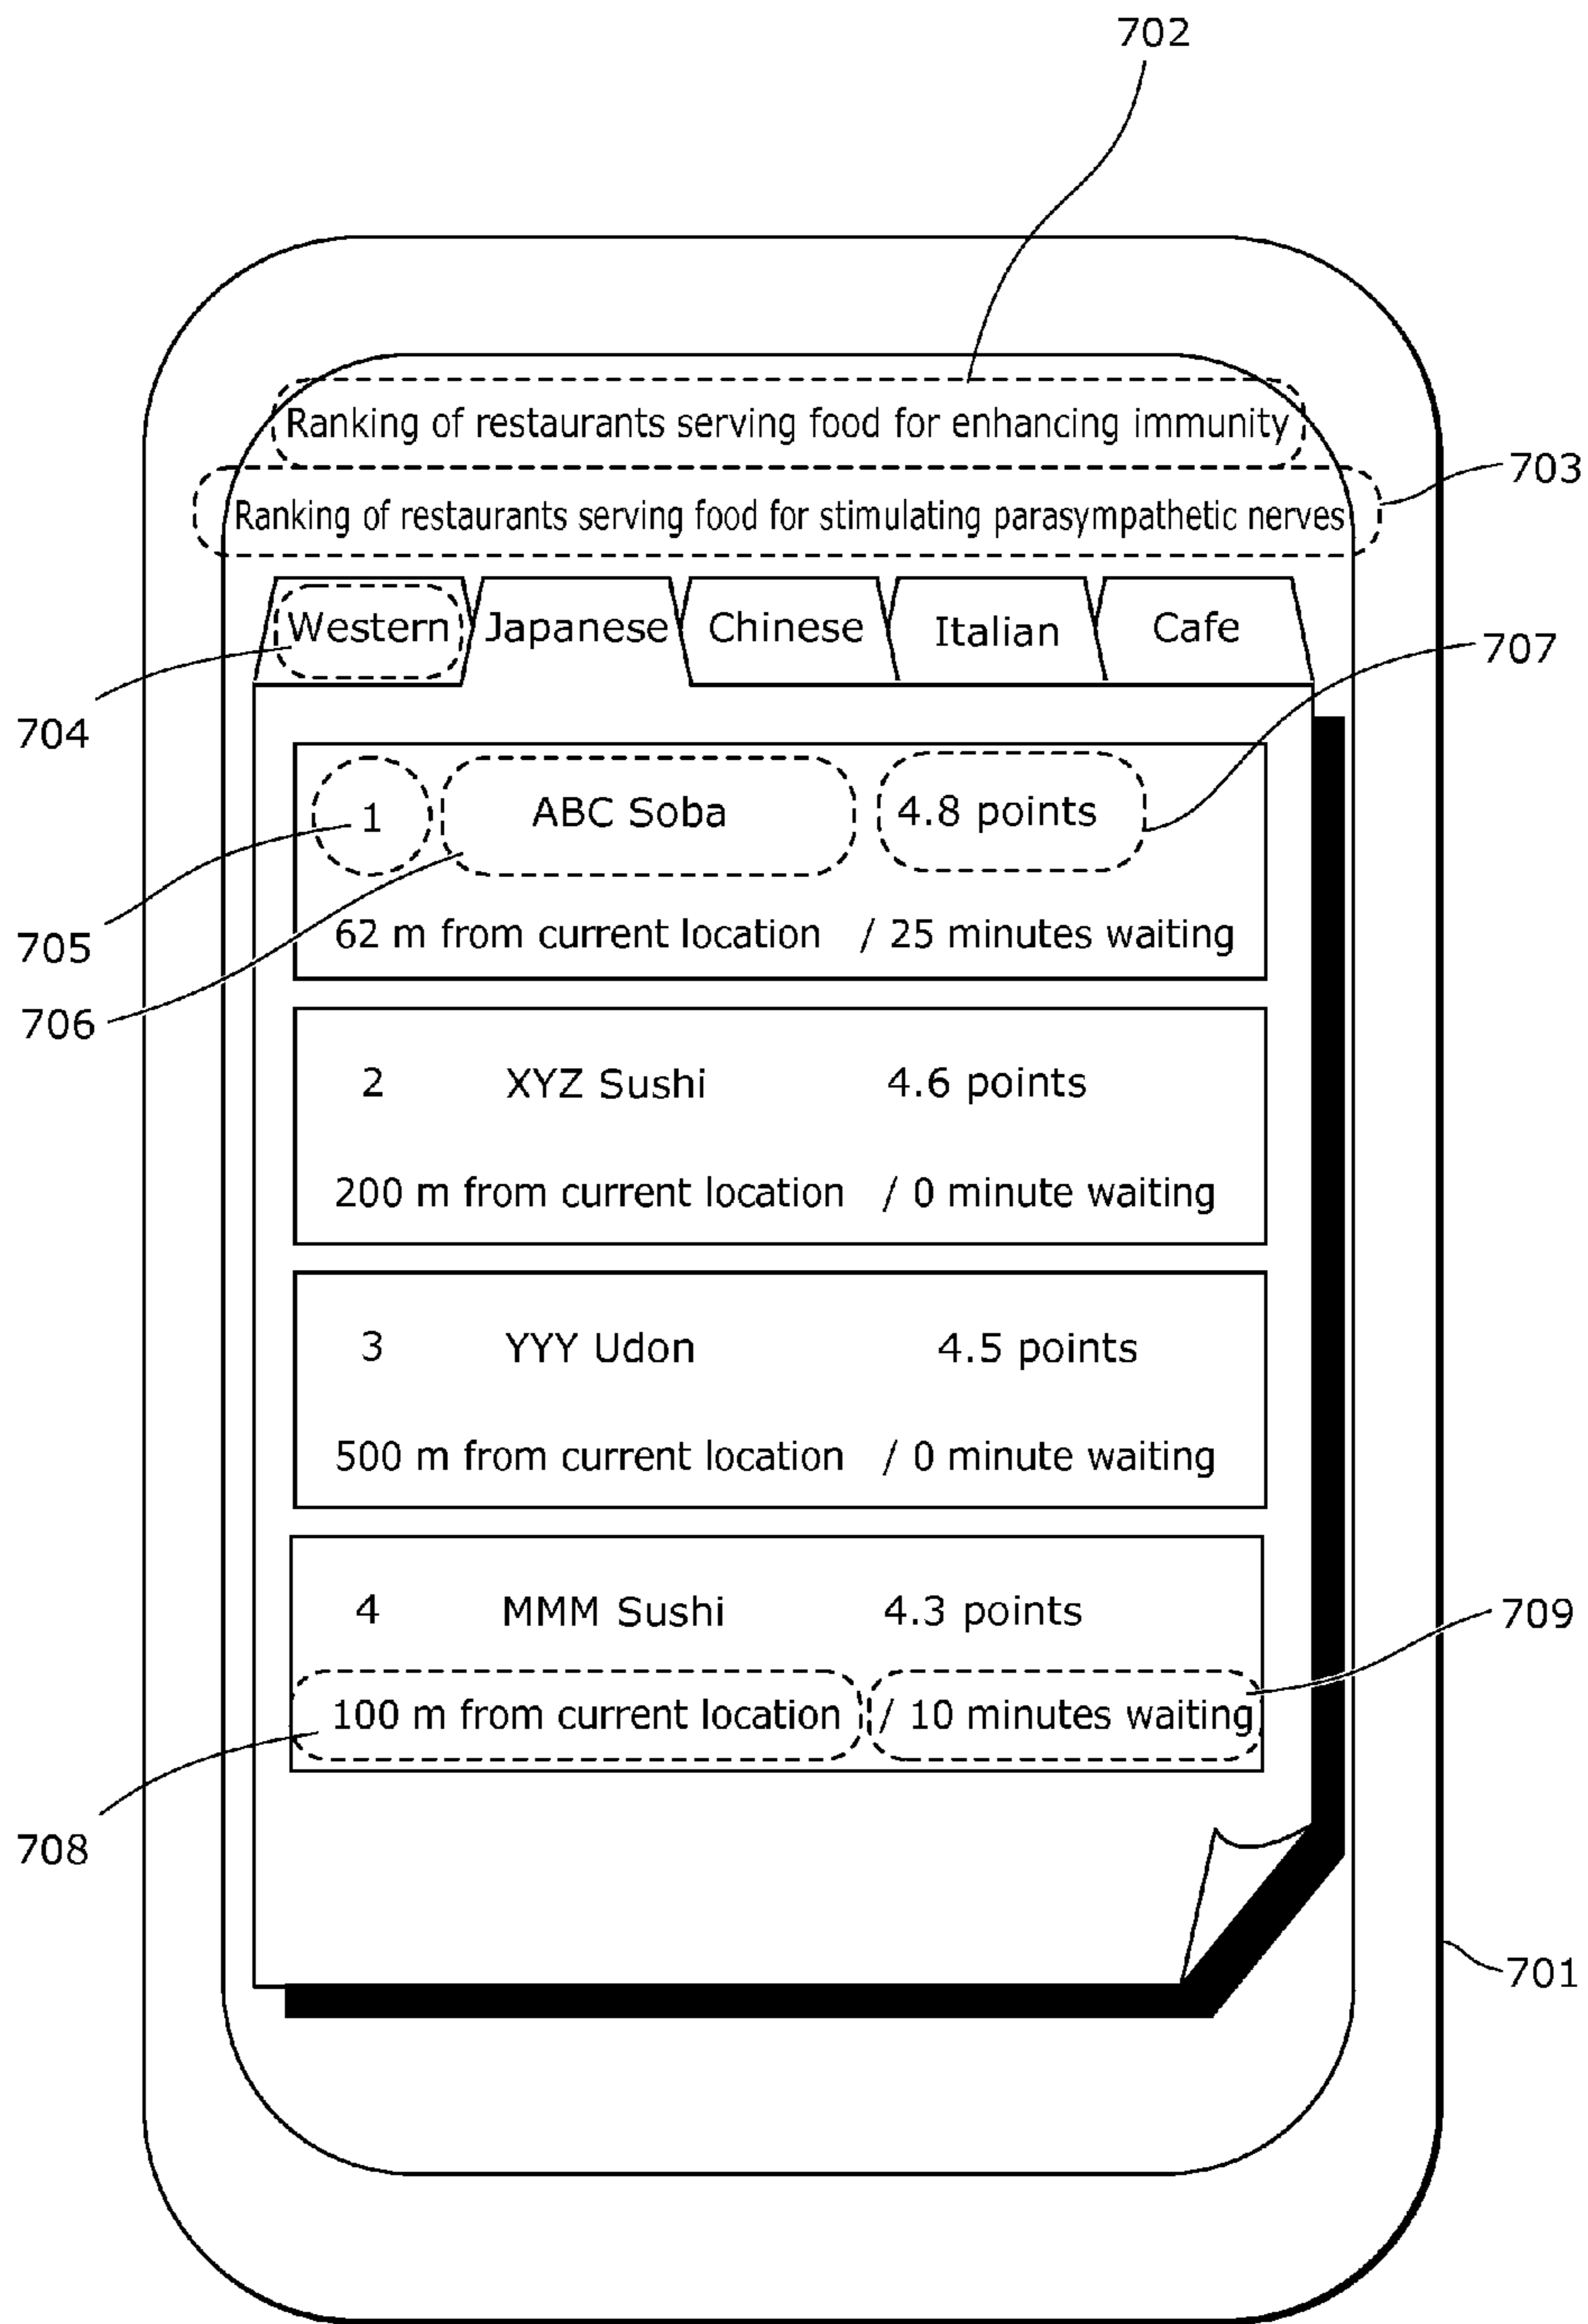 702
Ranking of restaurants serving food for enhancing immunity
703
Ranking of restaurants serving food for stimulating parasympathetic nerves
Western Japanese Chinese Italian Cafe
707
704
1 ABC Soba 4.8 points
705
62 m from current location / 25 minutes waiting
706
2 XYZ Sushi 4.6 points
200 m from current location / 0 minute waiting
3 YYY Udon 4.5 points
500 m from current location / 0 minute waiting
4 MMM Sushi 4.3 points
709
100 m from current location / 10 minutes waiting
708
701